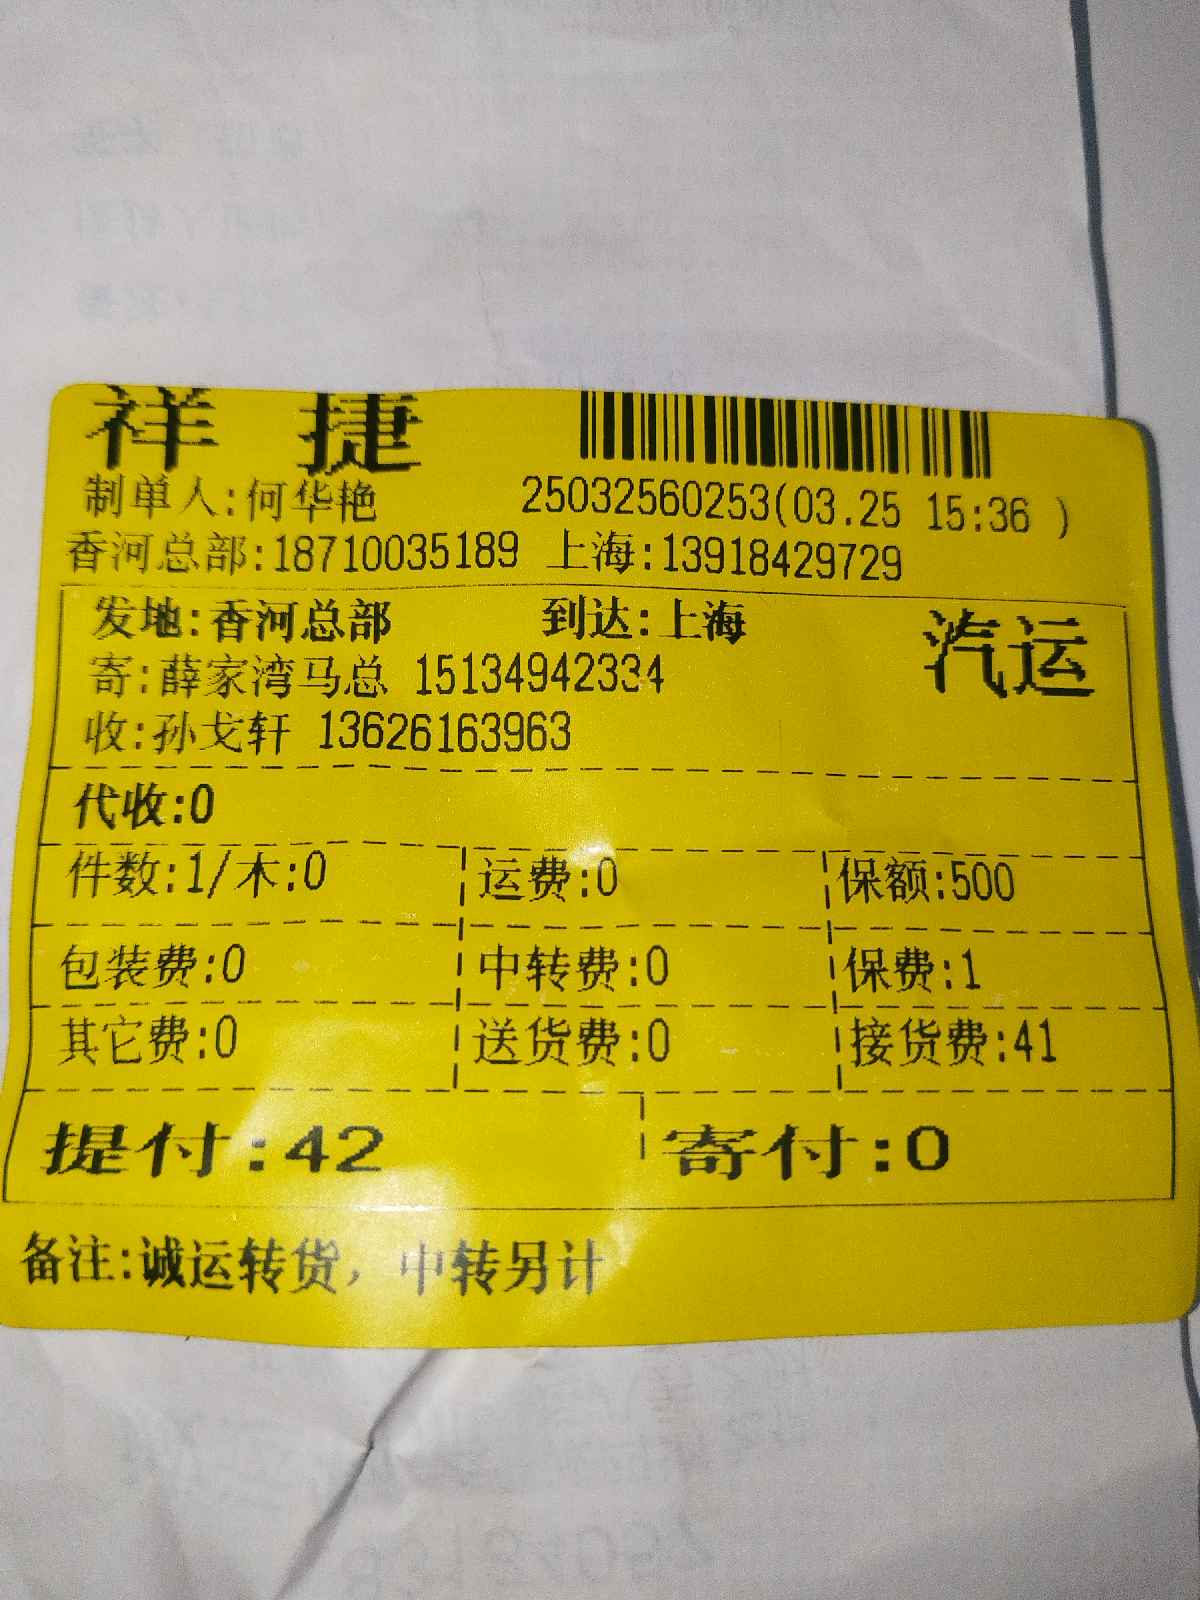 祥 捷
制单人:何华艳 25032560253(03.25 15:36 )
香河总部:18710035189 上海:13918429729
发地:香河总部 到达:上海 汽运
寄:薛家湾马总 15134942334
收:孙戈轩 13626163963
代收:0
件数:1/木:0 运费:0 保额:500
包装费:0 中转费:0 保费:1
其它费:0 送货费:0 接货费:41
提付:42 寄付:0
备注:诚运转货, 中转另计